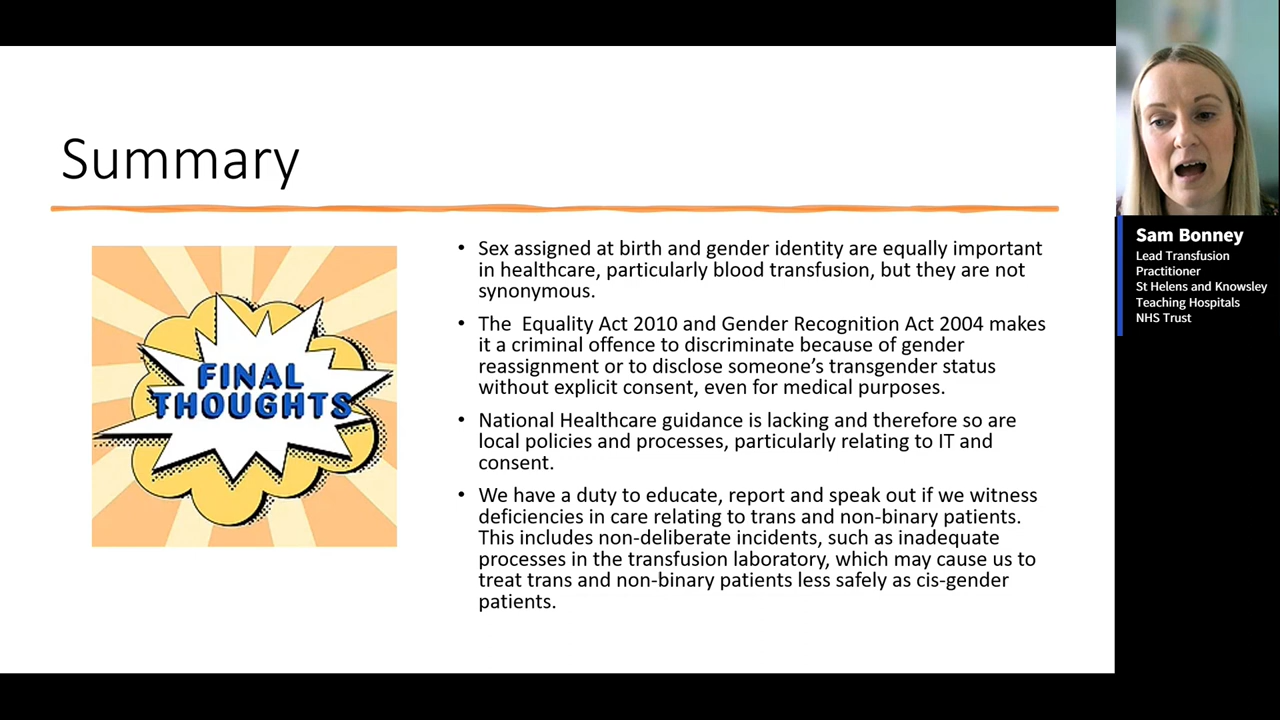 Summary
FINAL
THOUGHTS
• Sex assigned at birth and gender identity are equally important
in healthcare, particularly blood transfusion, but they are not
synonymous.
• The  Equality Act 2010 and Gender Recognition Act 2004 makes
it a criminal offence to discriminate because of gender
reassignment or to disclose someone’s transgender status
without explicit consent, even for medical purposes.
• National Healthcare guidance is lacking and therefore so are
local policies and processes, particularly relating to IT and
consent.
• We have a duty to educate, report and speak out if we witness
deficiencies in care relating to trans and non-binary patients.
This includes non-deliberate incidents, such as inadequate
processes in the transfusion laboratory, which may cause us to
treat trans and non-binary patients less safely as cis-gender
patients.
Sam Bonney
Lead Transfusion
Practitioner
St Helens and Knowsley
Teaching Hospitals
NHS Trust